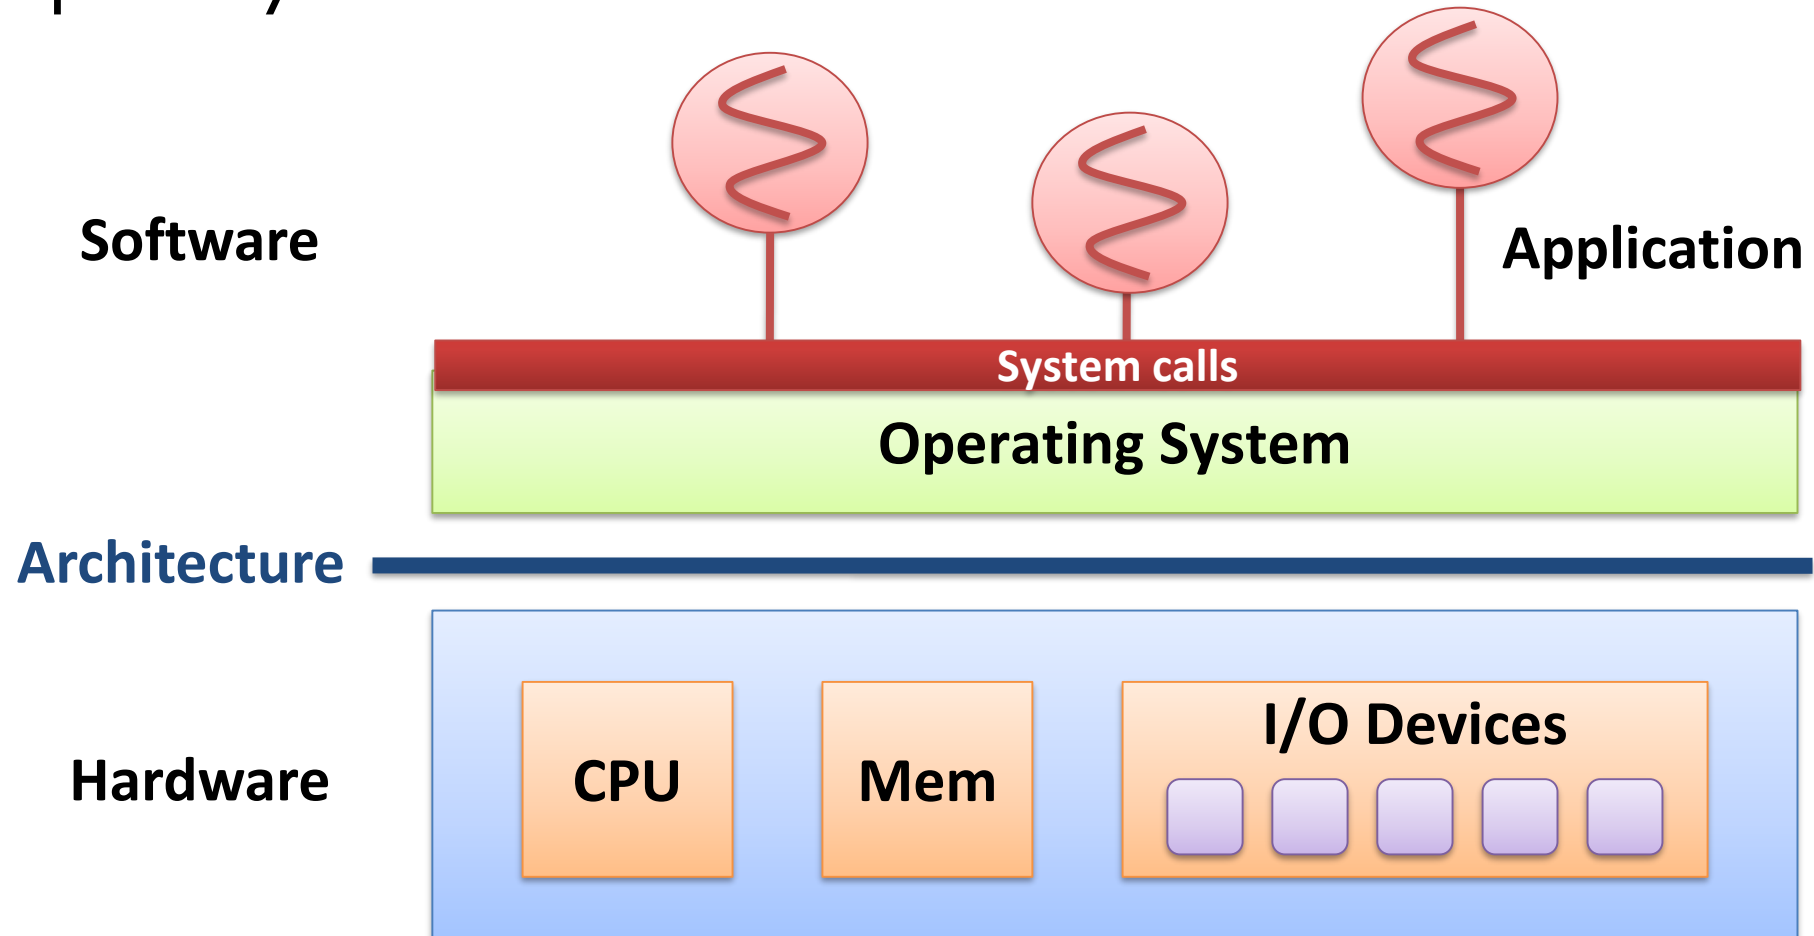 Software
Application
System calls
Operating System
Architecture
Hardware
CPU
Mem
I/O Devices